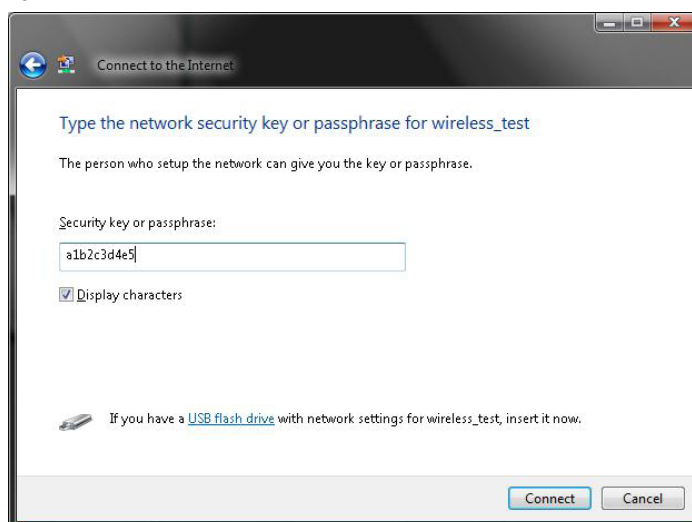 Connect to the Internet
Type the network security key or passphrase for wireless_test
The person who setup the network can give you the key or passphrase.
Security key or passphrase:
a1b2c3d4e5
Display characters
If you have a USB flash drive with network settings for wireless_test, insert it now.
Connect Cancel